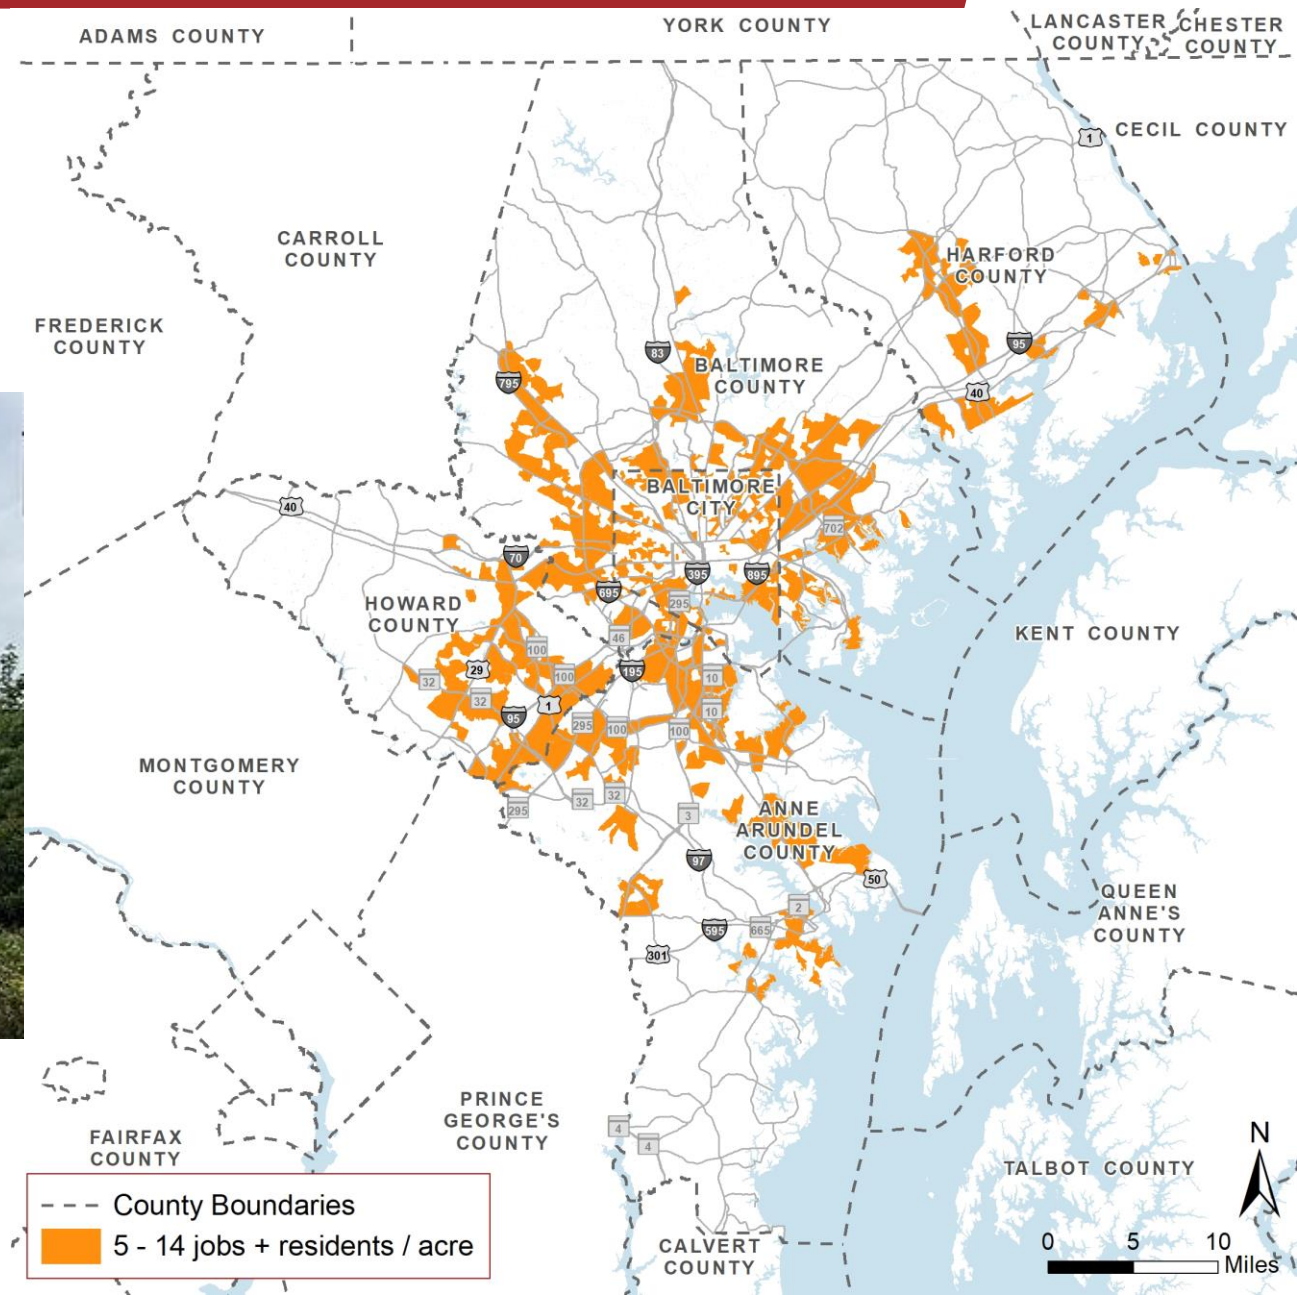 ADAMS COUNTY
YORK COUNTY
LANCASTER
COUNTY
CHESTER
COUNTY
1
CECIL COUNTY
CARROLL
COUNTY
HARFORD
COUNTY
FREDERICK
COUNTY
83
95
795
BALTIMORE
COUNTY
40
BALTIMORE
CITY
40
702
70
395
895
695
295
HOWARD
COUNTY
46
KENT COUNTY
100
29
32
100
195
10
32
1
95
10
295
100
100
MONTGOMERY
COUNTY
32
32
295
3
ANNE
ARUNDEL
COUNTY
97
50
QUEEN
ANNE'S
COUNTY
2
595
665
301
PRINCE
GEORGE'S
COUNTY
4
4
FAIRFAX
COUNTY
N
TALBOT COUNTY
County Boundaries
5 - 14 jobs + residents / acre
CALVERT
COUNTY
0 5 10
Miles